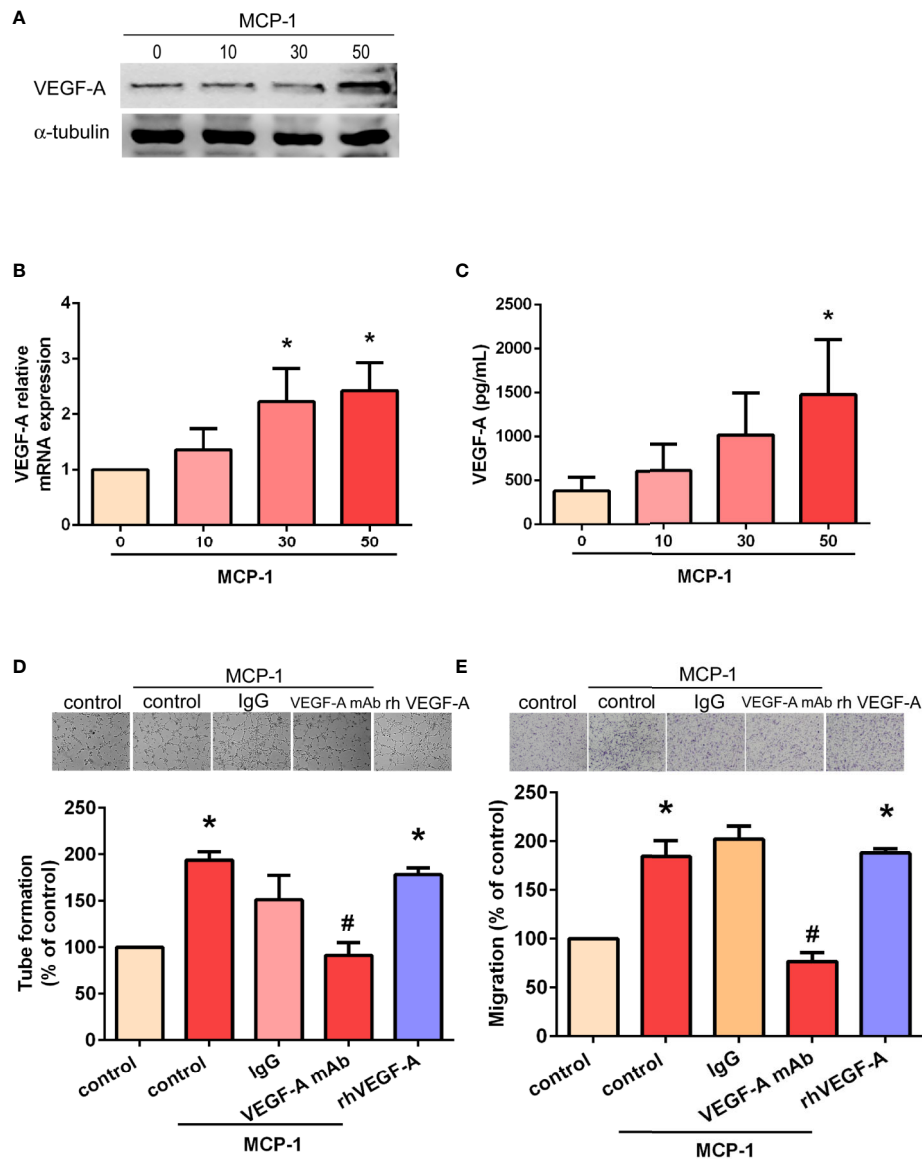 A
MCP-1
0 10 30 50
VEGF-A
α-tubulin
B
VEGF-A relative
mRNA expression
4
3
2
1
0
0 10 30 50
*
*
MCP-1
C
VEGF-A (pg/mL)
2500
2000
1500
1000
500
0
0 10 30 50
*
MCP-1
D
MCP-1
control control IgG VEGF-A mAb rh VEGF-A
Tube formation
(% of control)
250
200
150
100
50
0
*
#
*
control control IgG VEGF-A mAb rhVEGF-A
MCP-1
E
MCP-1
control control IgG VEGF-A mAb rh VEGF-A
Migration (% of control)
250
200
150
100
50
0
*
#
*
control control IgG VEGF-A mAb rhVEGF-A
MCP-1